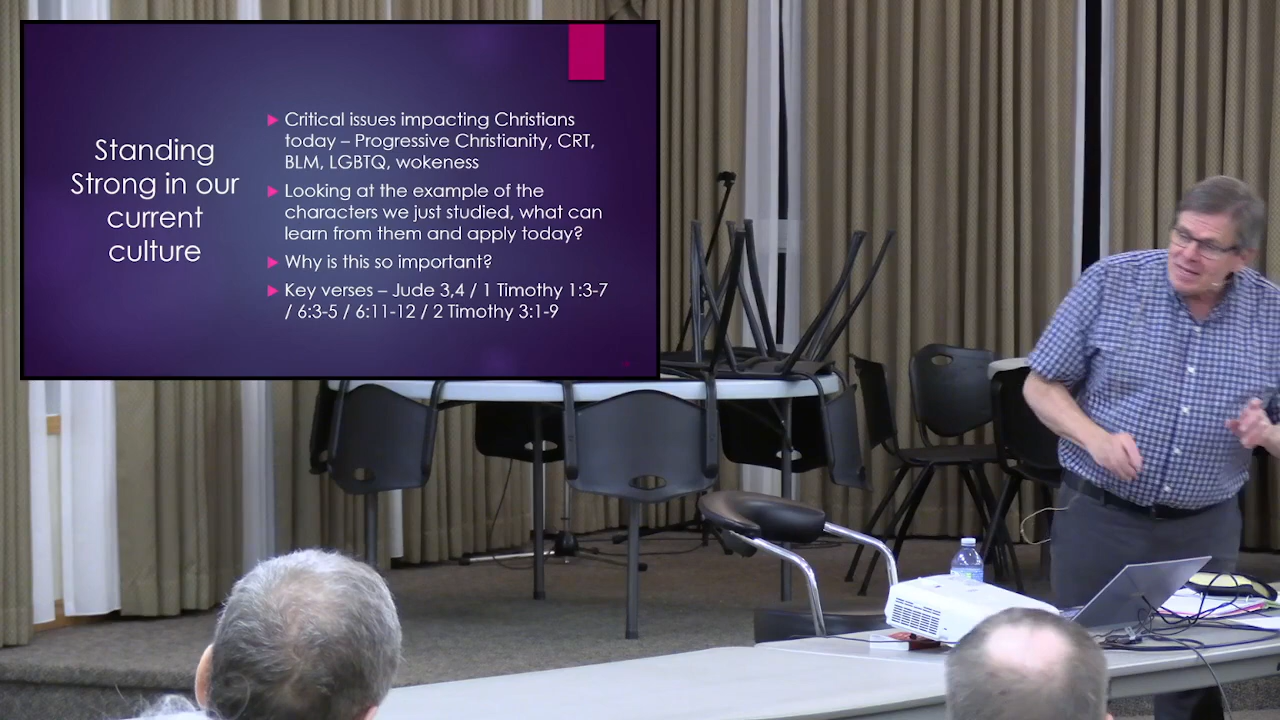 Standing
Strong in our
current
culture
Critical issues impacting Christians
today – Progressive Christianity, CRT,
BLM, LGBTQ, wokeness
Looking at the example of the
characters we just studied, what can
learn from them and apply today?
Why is this so important?
Key verses – Jude 3,4 / 1 Timothy 1:3-7
/ 6:3-5 / 6:11-12 / 2 Timothy 3:1-9